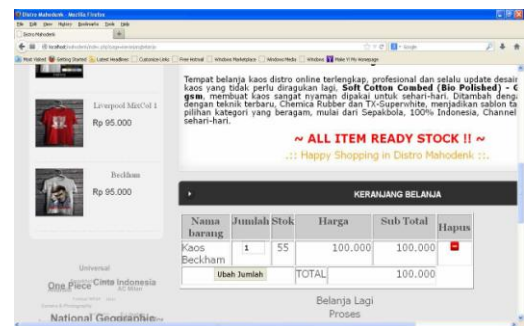 Distro Mahodenk - Mozilla Firefox
File Edit View History Bookmarks Tools Help
Distro Mahodenk
Most Visited Getting Started Latest Headlines Customize Links Free Hotmail Windows Marketplace Windows Media Windows Make Y! My Homepage
Tempat belanja kaos distro online terlengkap, profesional dan selalu update desain
kaos yang tidak perlu diragukan lagi, Soft Cotton Combed (Bio Polished) - G
gsm, membuat kaos sangat nyaman dipakai untuk sehari-hari. Ditambah denga
dengan teknik terbaru, Chemica Rubber dan TX-Superwhite, menjadikan sablon ta
pilihan kategori yang beragam, mulai dari Sepakbola, 100% Indonesia, Channel
sehari-hari.
~ ALL ITEM READY STOCK !! ~
.:: Happy Shopping in Distro Mahodenk ::.
Liverpool MixCol 1
Rp 95.000
Beckham
Rp 95.000
KERANJANG BELANJA
Nama barang Jumlah Stok Harga Sub Total Hapus
Kaos Beckham 1 55 100.000 100.000
Ubah Jumlah TOTAL 100.000
Belanja Lagi
Proses
Universal
One Piece Cinta Indonesia
AC Milan
National Geographic